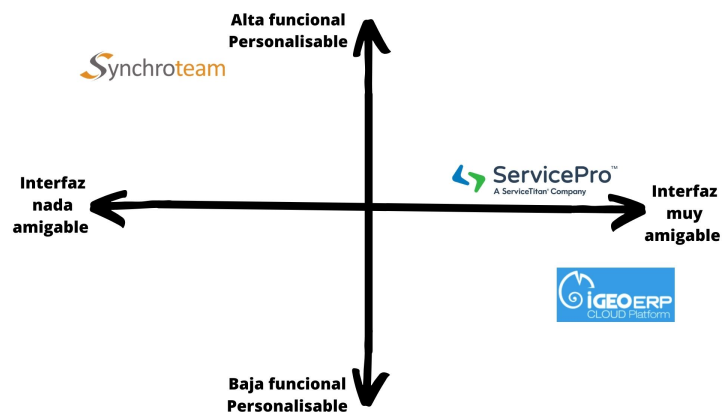 Alta funcional
Personalisable
Synchroteam
ServicePro™
A ServiceTitan® Company
Interfaz
nada
amigable
Interfaz
muy
amigable
iGEOERP
CLOUD Platform
Baja funcional
Personalisable